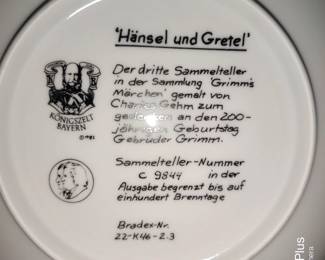 'Hänsel und Gretel'
Der dritte Sammelteller
in der Sammlung 'Grimm's
Märchen' gemalt von
Charles Gehm zum
an den 200-
jährigen Geburtstag
Gebrüder Grimm.
KÖNIGSZELT
BAYERN
Sammelteller-Nummer
C 9844 in der
Ausgabe begrenzt bis auf
einhundert Brenntage
Bradex-Nr.
22-K46-2.3
Plus